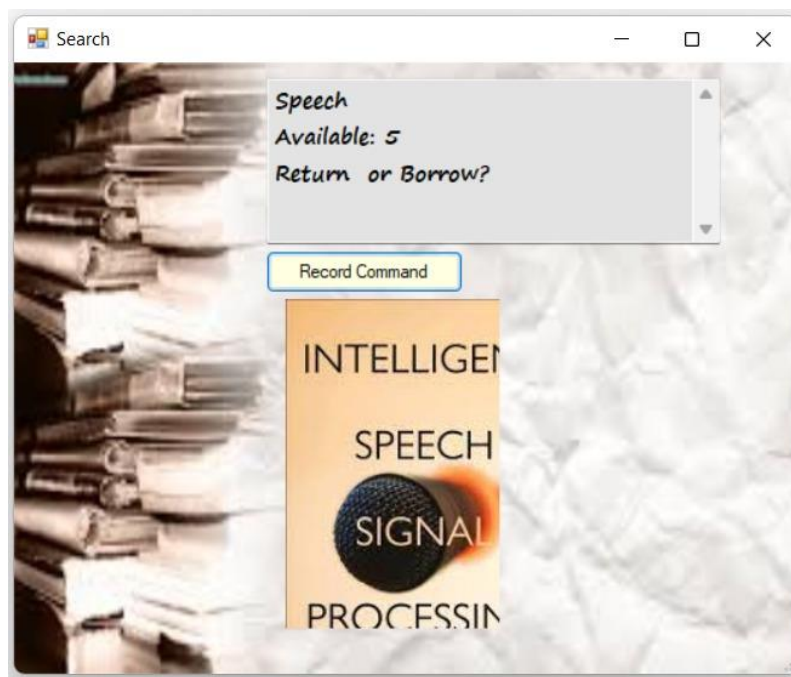 Search
Speech
Available: 5
Return or Borrow?
Record Command
INTELLIGEN
SPEECH
SIGNAL
PROCESSIN